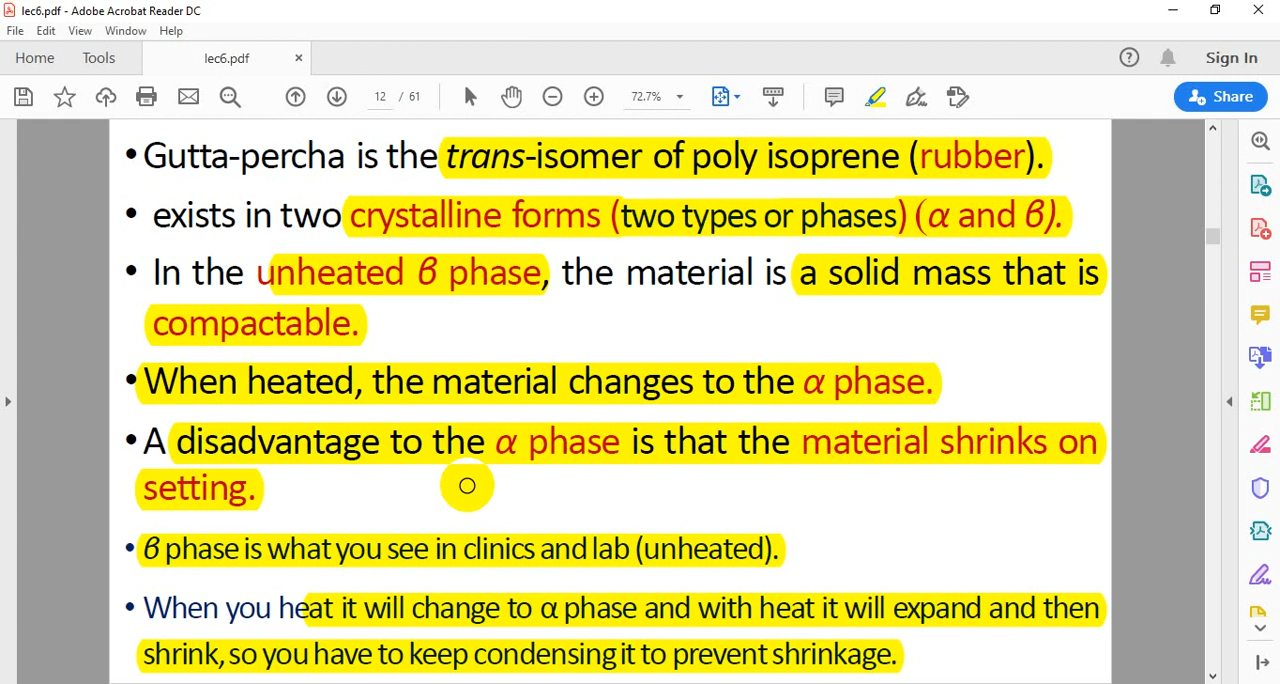 lec6.pdf - Adobe Acrobat Reader DC
File Edit View Window Help
Home Tools lec6.pdf × Sign In
12 / 61 72.7% Share
•Gutta-percha is the trans-isomer of poly isoprene (rubber).
• exists in two crystalline forms (two types or phases) (α and β).
• In the unheated β phase, the material is a solid mass that is
compactable.
•When heated, the material changes to the α phase.
•A disadvantage to the α phase is that the material shrinks on
setting.
• β phase is what you see in clinics and lab (unheated).
• When you heat it will change to α phase and with heat it will expand and then
shrink, so you have to keep condensing it to prevent shrinkage.